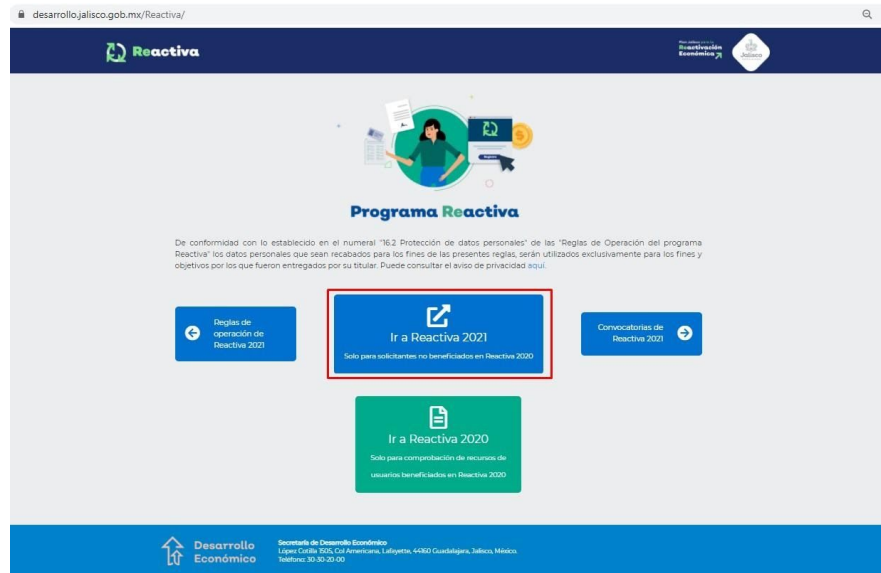 desarrollo.jalisco.gob.mx/Reactiva/
Reactiva
Reactivación
Económica
Jalisco
Programa Reactiva
De conformidad con lo establecido en el numeral "16.2 Protección de datos personales" de las "Reglas de Operación del programa
Reactiva" los datos personales que sean recabados para los fines de las presentes reglas, serán utilizados exclusivamente para los fines y
objetivos por los que fueron entregados por su titular. Puede consultar el aviso de privacidad aquí.
Reglas de
operación de
Reactiva 2021
Ir a Reactiva 2021
Solo para solicitantes no beneficiados en Reactiva 2020
Convocatorias de
Reactiva 2021
Ir a Reactiva 2020
Solo para comprobación de recursos de
usuarios beneficiados en Reactiva 2020
Desarrollo
Económico
Secretaría de Desarrollo Económico
López Cotilla 1505, Col Americana, Lafayette, 44160 Guadalajara, Jalisco, México.
Teléfono: 30-30-20-00